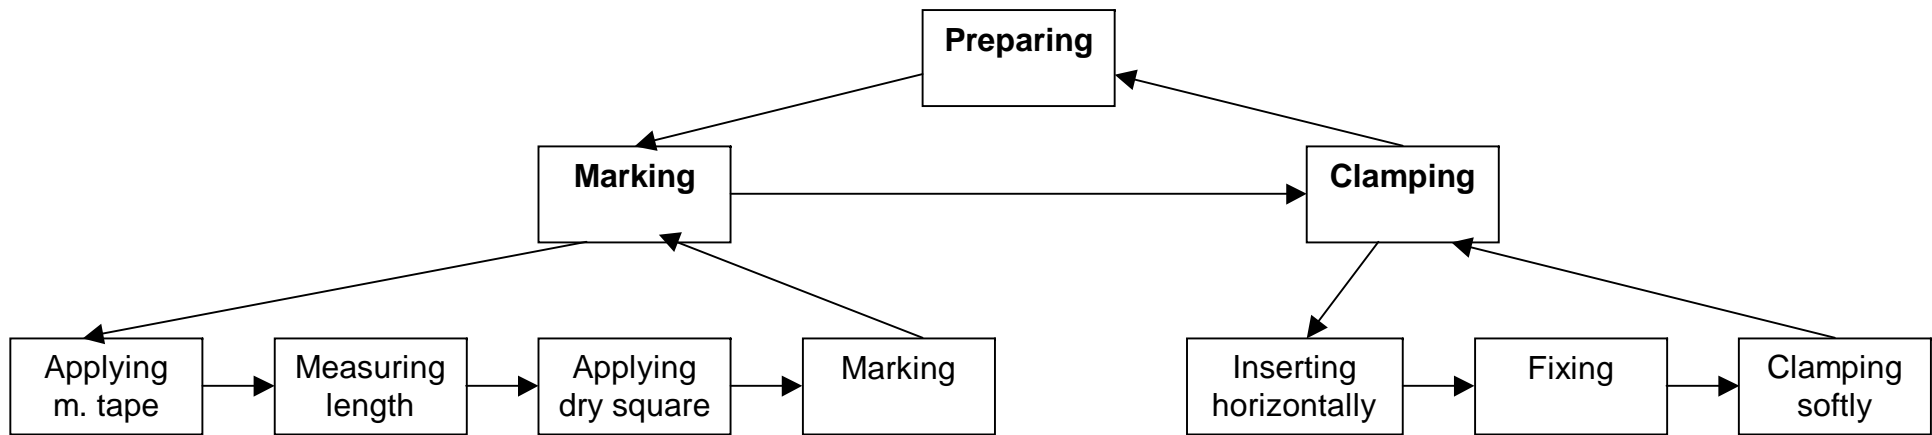 Preparing
Marking
Clamping
Applying
m. tape
Measuring
length
Applying
dry square
Marking
Inserting
horizontally
Fixing
Clamping
softly